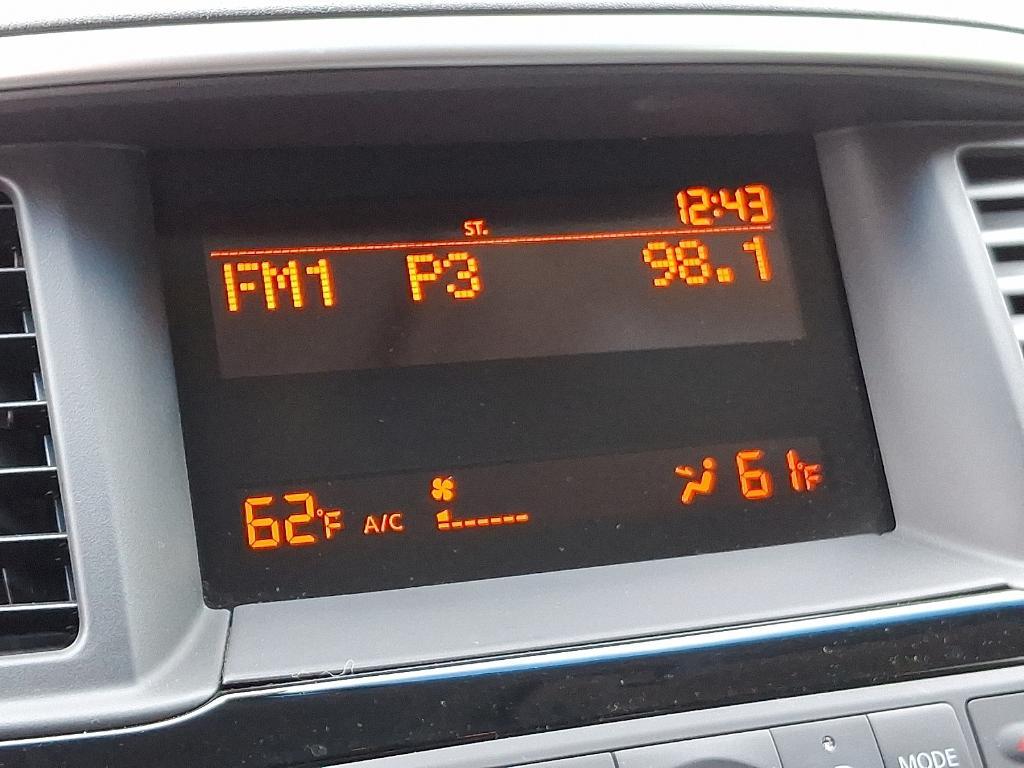 12:43
ST.
FM1 P3 98.1
62°F A/C 61°F
MODE